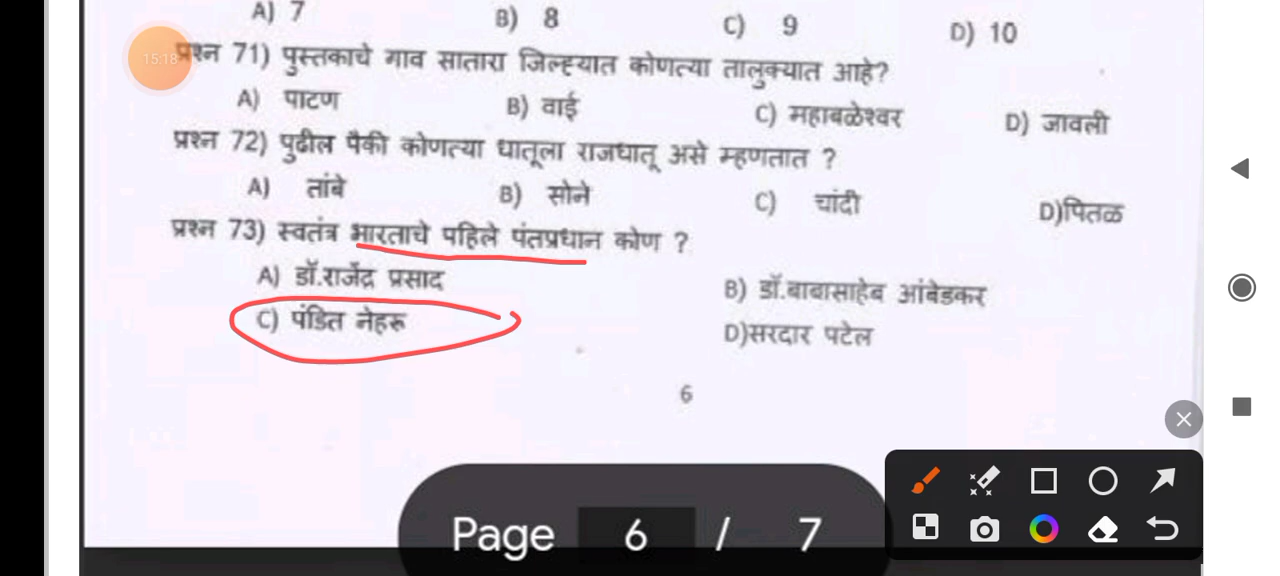 A) 7 B) 8 C) 9 D) 10
15:18
प्रश्न 71) पुस्तकाचे गाव सातारा जिल्ह्यात कोणत्या तालुक्यात आहे?
A) पाटण B) वाई C) महाबळेश्वर D) जावली
प्रश्न 72) पुढील पैकी कोणत्या धातूला राजधातू असे म्हणतात ?
A) तांबे B) सोने C) चांदी D)पितळ
प्रश्न 73) स्वतंत्र भारताचे पहिले पंतप्रधान कोण ?
A) डॉ.राजेंद्र प्रसाद B) डॉ.बाबासाहेब आंबेडकर
C) पंडित नेहरू D)सरदार पटेल
6
Page 6 / 7